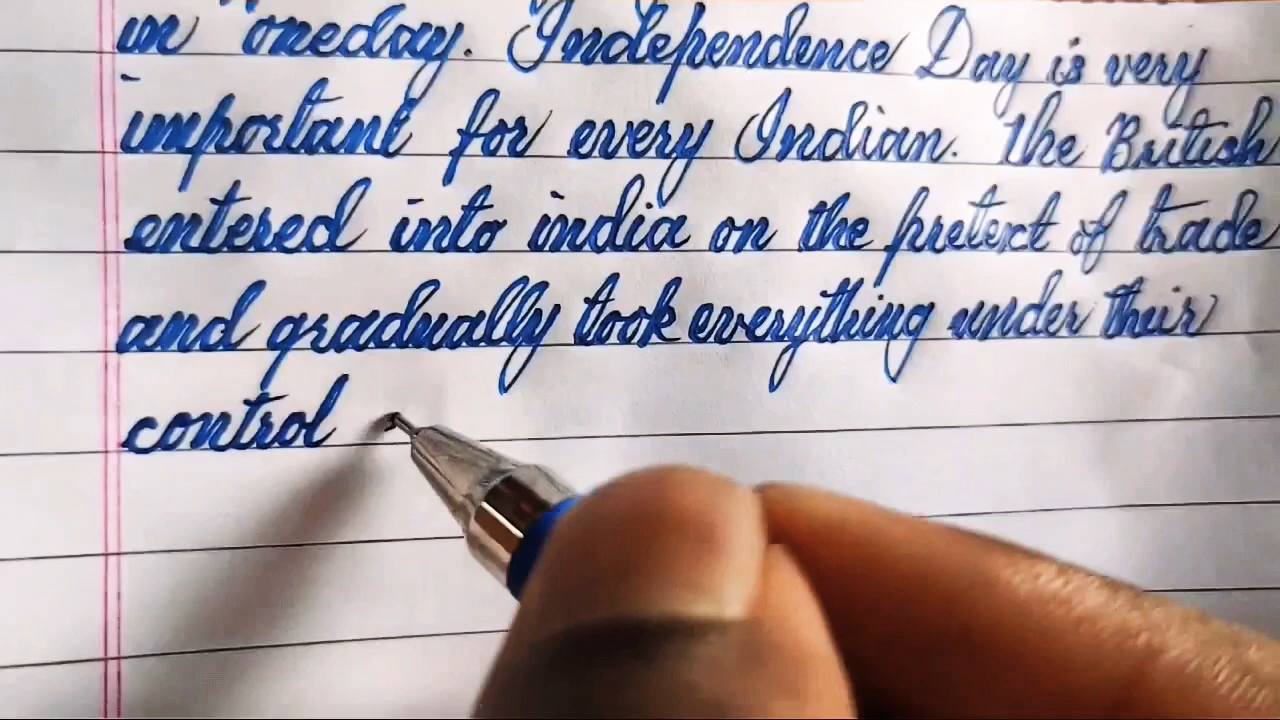 in "oneday. Independence Day is very
important for every Indian. The British
entered into india on the pretext of trade
and gradually took everything under their
control